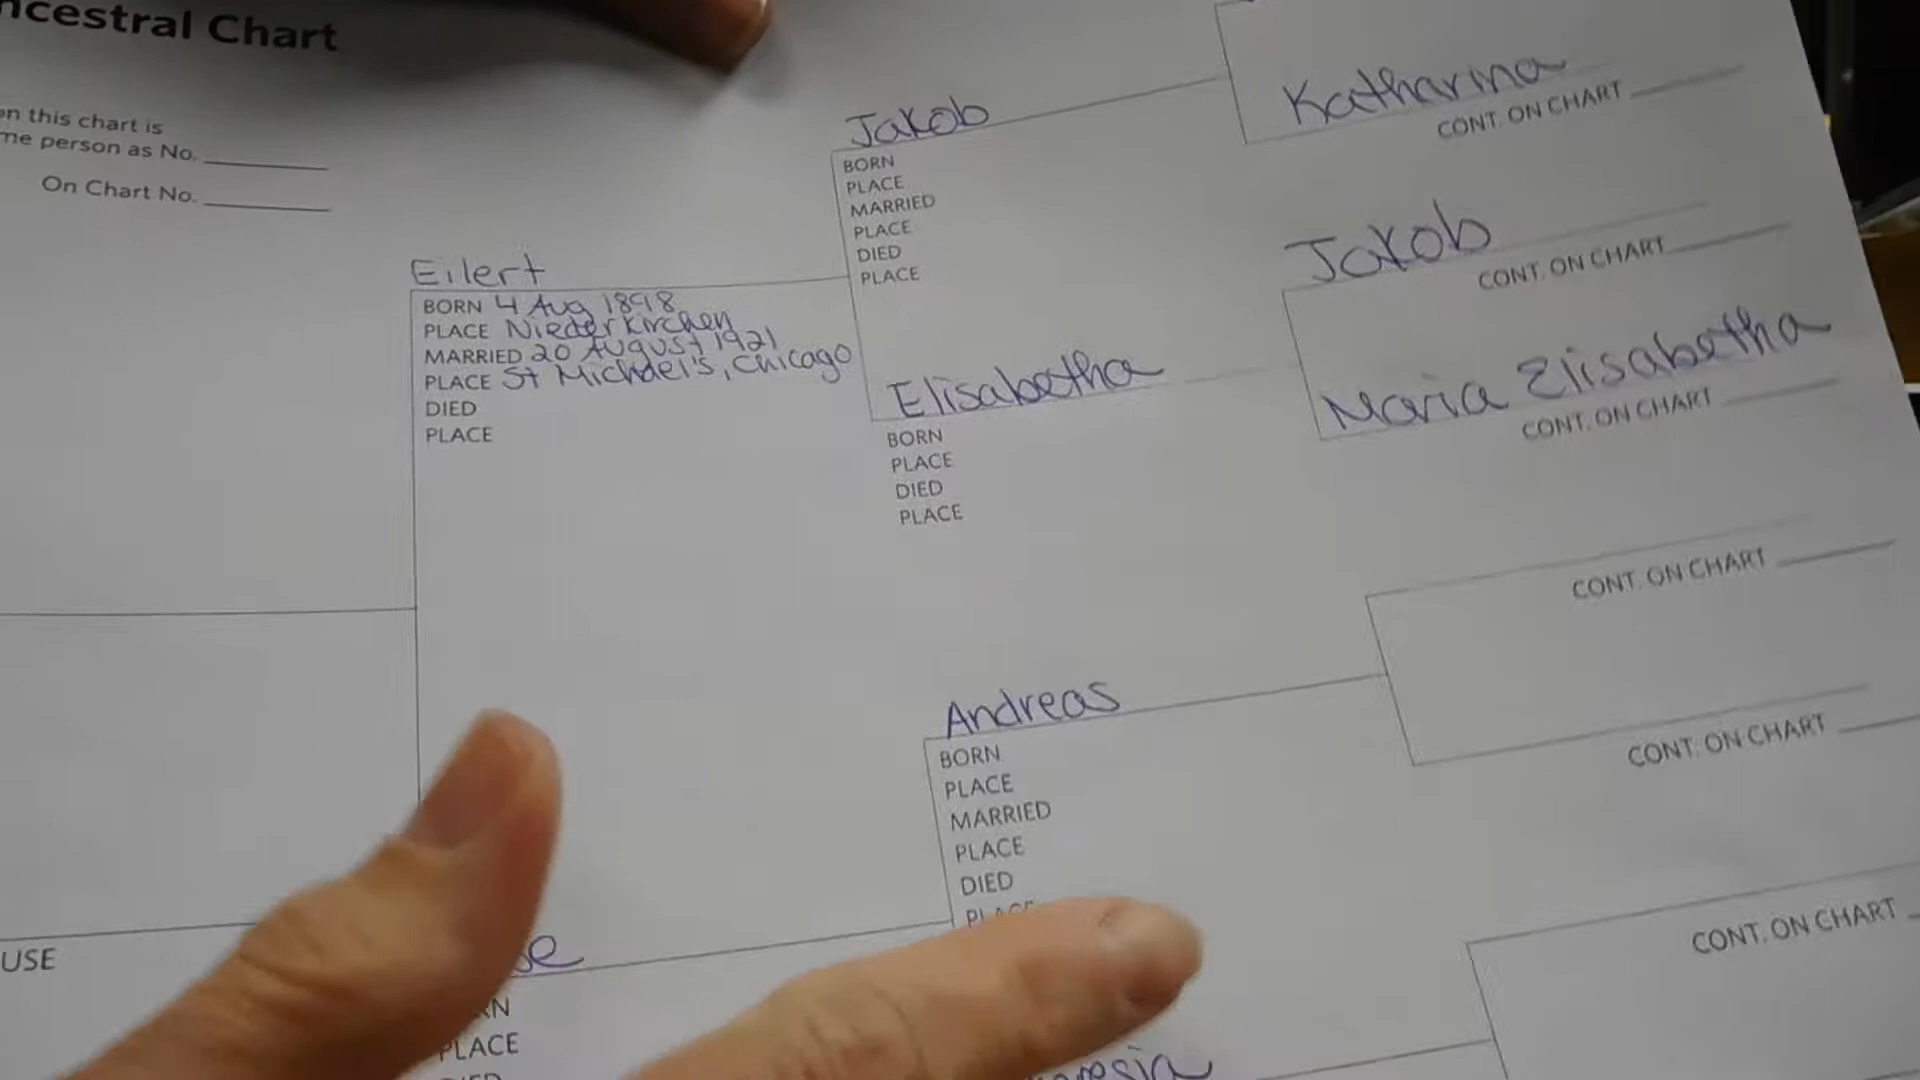 ncestral Chart
on this chart is
me person as No.
On Chart No.
Eilert
BORN 4 Aug 1898
PLACE Niederkirchen
MARRIED 20 August 1921
PLACE St Michael's, Chicago
DIED
PLACE
Jakob
BORN
PLACE
MARRIED
PLACE
DIED
PLACE
Katharina
CONT. ON CHART
Elisabetha
BORN
PLACE
DIED
PLACE
Jakob
CONT. ON CHART
Maria Elisabetha
CONT. ON CHART
Andreas
BORN
PLACE
MARRIED
PLACE
DIED
PLACE
CONT. ON CHART
CONT. ON CHART
CONT. ON CHART
USE
PLACE